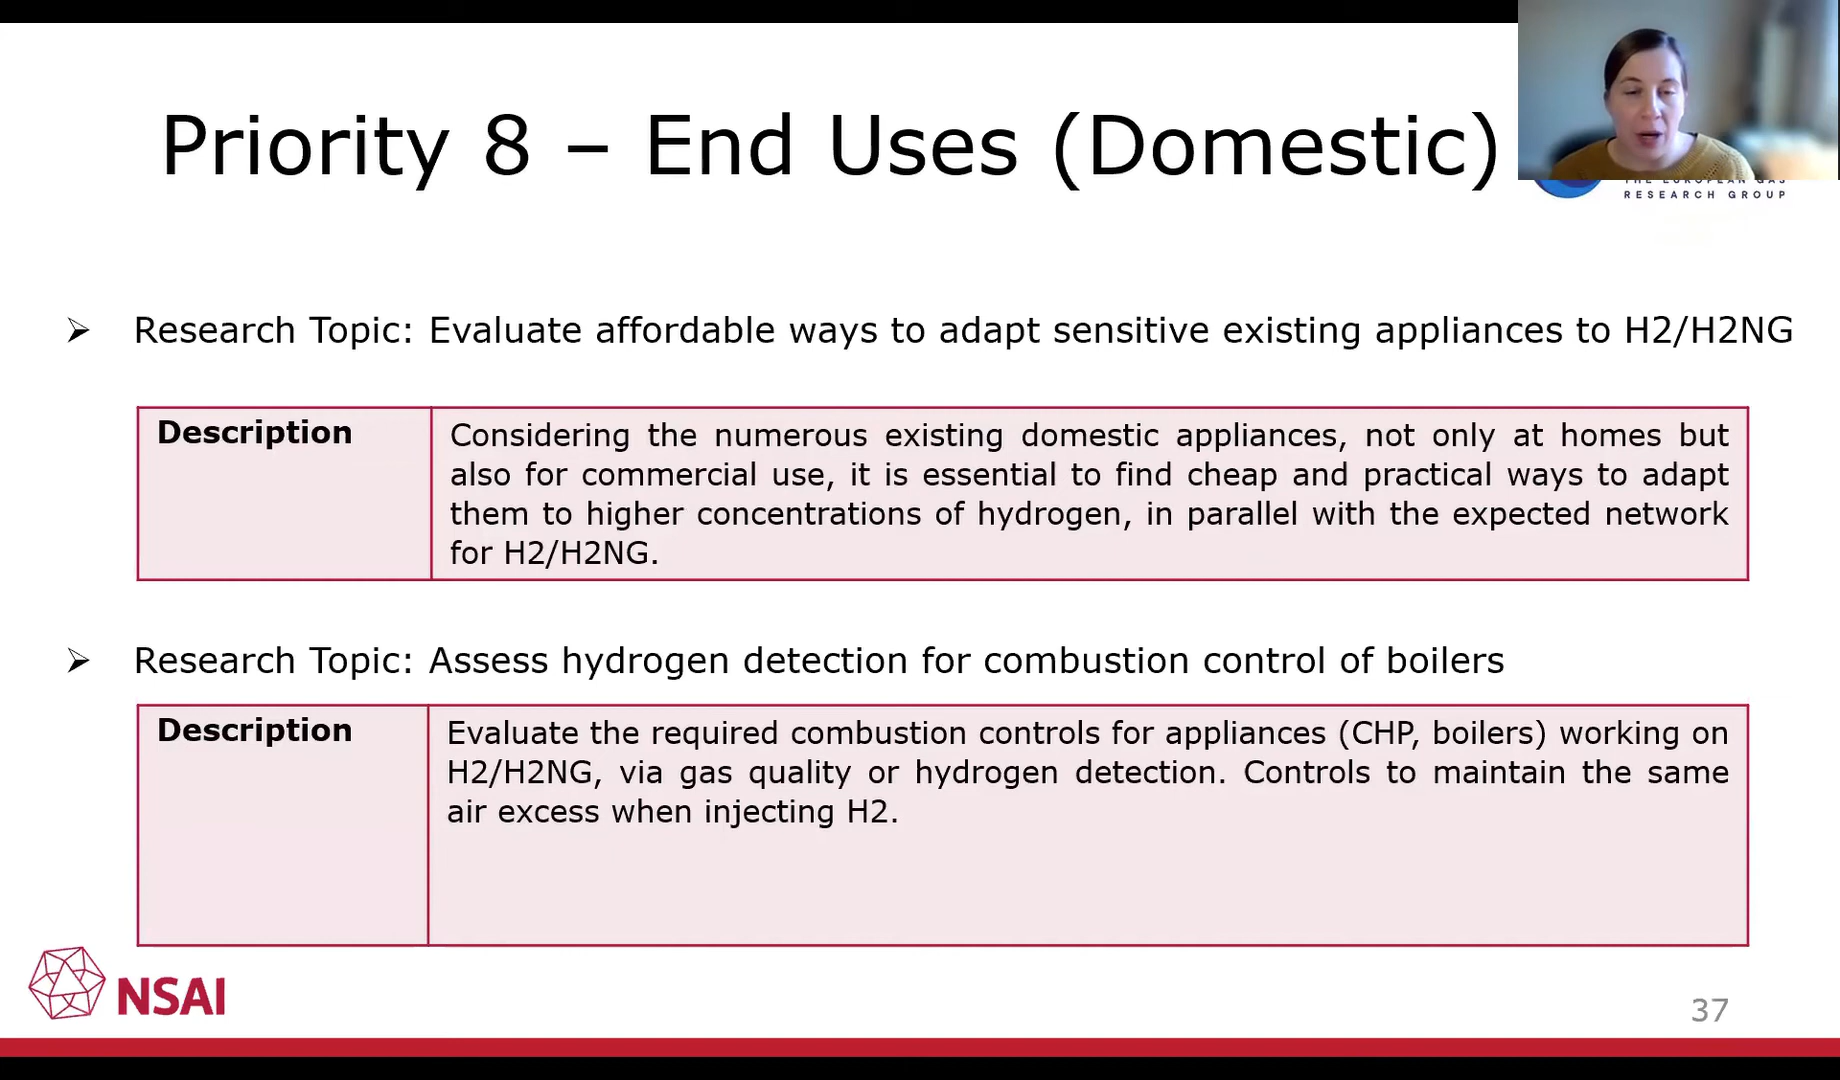 Priority 8 – End Uses (Domestic)
THE EUROPEAN GAS
RESEARCH GROUP
➢ Research Topic: Evaluate affordable ways to adapt sensitive existing appliances to H2/H2NG
Description
Considering the numerous existing domestic appliances, not only at homes but
also for commercial use, it is essential to find cheap and practical ways to adapt
them to higher concentrations of hydrogen, in parallel with the expected network
for H2/H2NG.
➢ Research Topic: Assess hydrogen detection for combustion control of boilers
Description
Evaluate the required combustion controls for appliances (CHP, boilers) working on
H2/H2NG, via gas quality or hydrogen detection. Controls to maintain the same
air excess when injecting H2.
NSAI
37